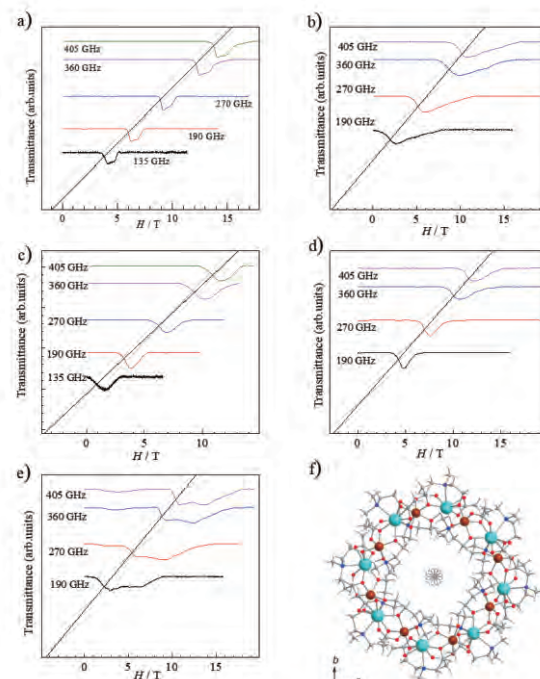 a)
Transmittance (arb.units)
405 GHz
360 GHz
270 GHz
190 GHz
135 GHz
0 5 10 15
H / T
b)
Transmittance (arb.units)
405 GHz
360 GHz
270 GHz
190 GHz
0 5 10 15
H / T
c)
Transmittance (arb.units)
405 GHz
360 GHz
270 GHz
190 GHz
135 GHz
0 5 10
H / T
d)
Transmittance (arb.units)
405 GHz
360 GHz
270 GHz
190 GHz
0 5 10 15
H / T
e)
Transmittance (arb.units)
405 GHz
360 GHz
270 GHz
190 GHz
0 5 10 15
H / T
f)
b